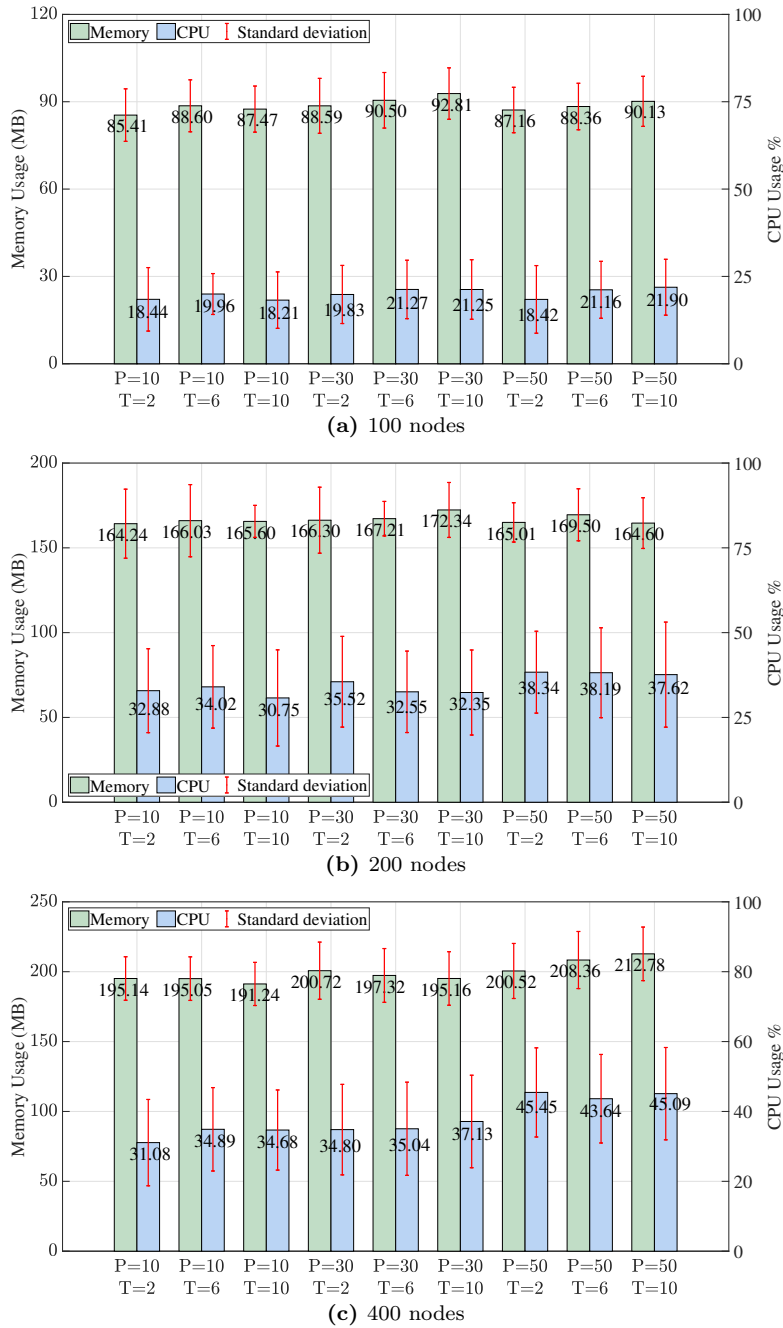 120
100
Memory CPU Standard deviation
90
75
85.41 88.60 87.47 88.59 90.50 92.81 87.16 88.36 90.13
Memory Usage (MB)
60
50
CPU Usage %
30
25
18.44 19.96 18.21 19.83 21.27 21.25 18.42 21.16 21.90
0
0
P=10 P=10 P=10 P=30 P=30 P=30 P=50 P=50 P=50
T=2 T=6 T=10 T=2 T=6 T=10 T=2 T=6 T=10
(a) 100 nodes
200
100
164.24 166.03 165.60 166.30 167.21 172.34 165.01 169.50 164.60
150
75
Memory Usage (MB)
100
50
CPU Usage %
32.88 34.02 30.75 35.52 32.55 32.35 38.34 38.19 37.62
50
25
Memory CPU Standard deviation
0
0
P=10 P=10 P=10 P=30 P=30 P=30 P=50 P=50 P=50
T=2 T=6 T=10 T=2 T=6 T=10 T=2 T=6 T=10
(b) 200 nodes
250
100
Memory CPU Standard deviation
200
80
195.14 195.05 191.24 200.72 197.32 195.16 200.52 208.36 212.78
150
60
Memory Usage (MB)
CPU Usage %
100
40
31.08 34.89 34.68 34.80 35.04 37.13 45.45 43.64 45.09
50
20
0
0
P=10 P=10 P=10 P=30 P=30 P=30 P=50 P=50 P=50
T=2 T=6 T=10 T=2 T=6 T=10 T=2 T=6 T=10
(c) 400 nodes